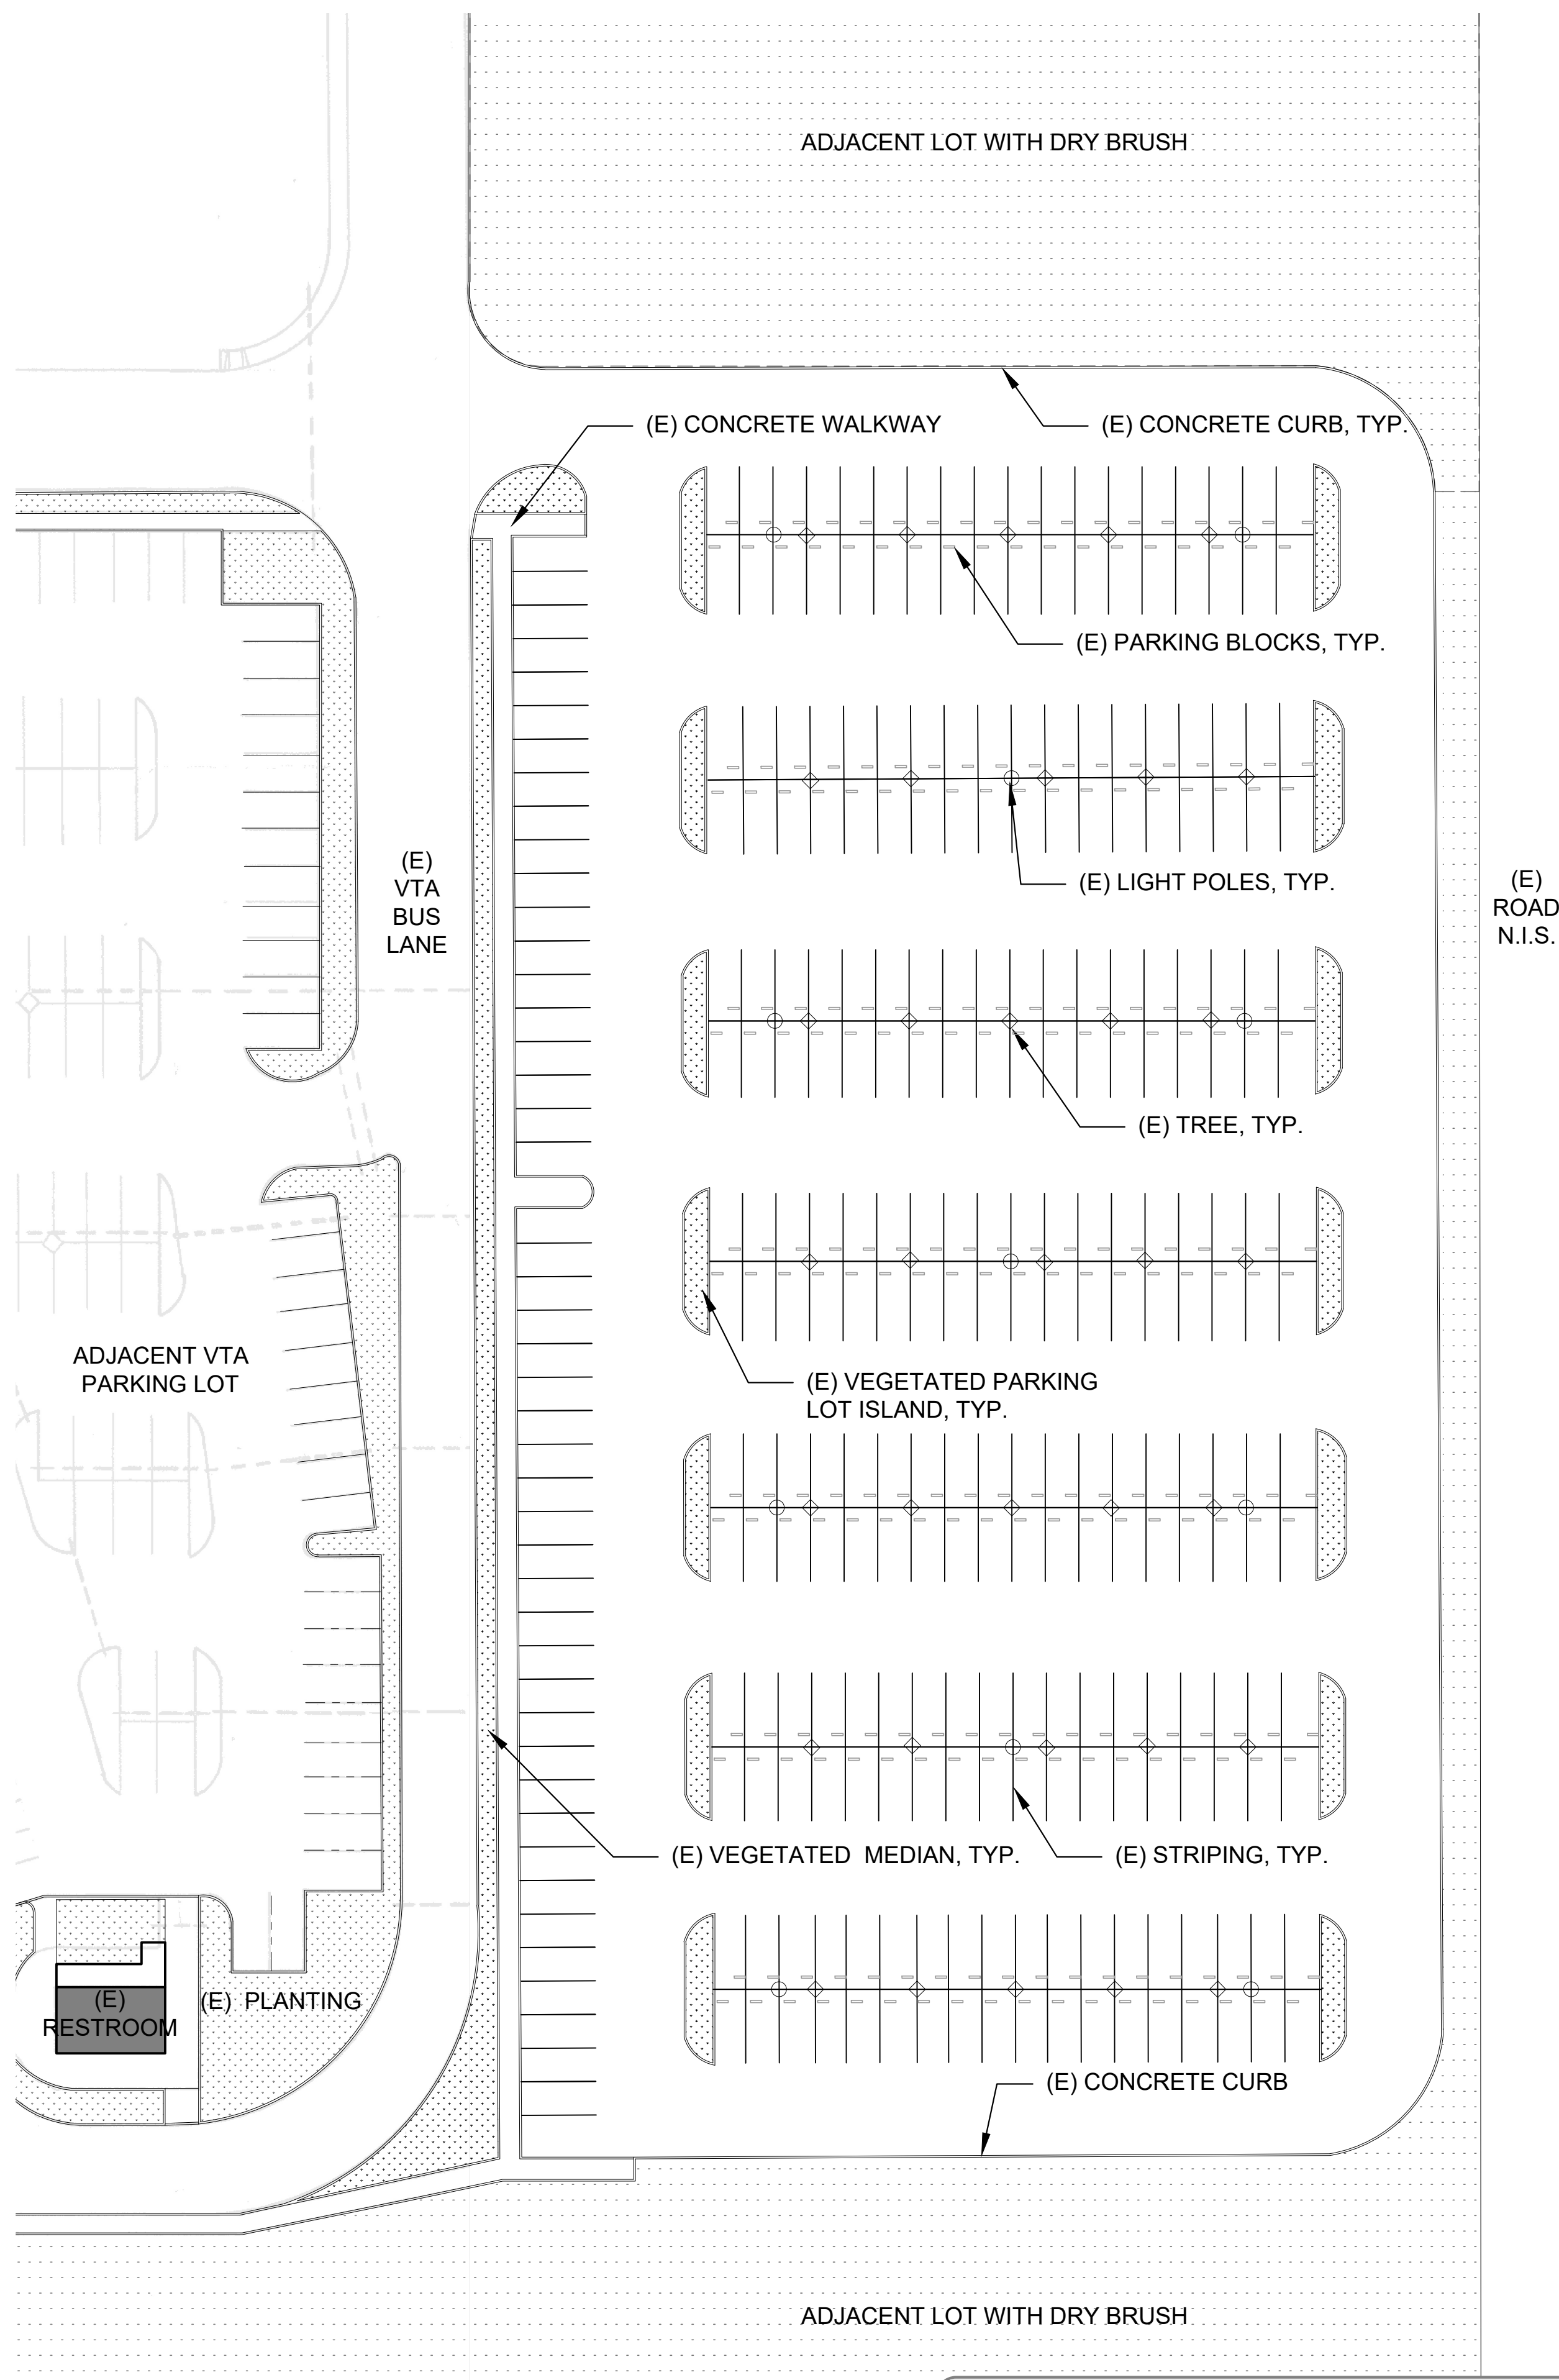 ADJACENT LOT WITH DRY BRUSH
(E) CONCRETE WALKWAY
(E) CONCRETE CURB, TYP.
(E) PARKING BLOCKS, TYP.
(E)
VTA
BUS
LANE
(E) LIGHT POLES, TYP.
(E)
ROAD
N.I.S.
(E) TREE, TYP.
ADJACENT VTA
PARKING LOT
(E) VEGETATED PARKING
LOT ISLAND, TYP.
(E) VEGETATED MEDIAN, TYP.
(E) STRIPING, TYP.
(E)
RESTROOM
(E) PLANTING
(E) CONCRETE CURB
ADJACENT LOT WITH DRY BRUSH